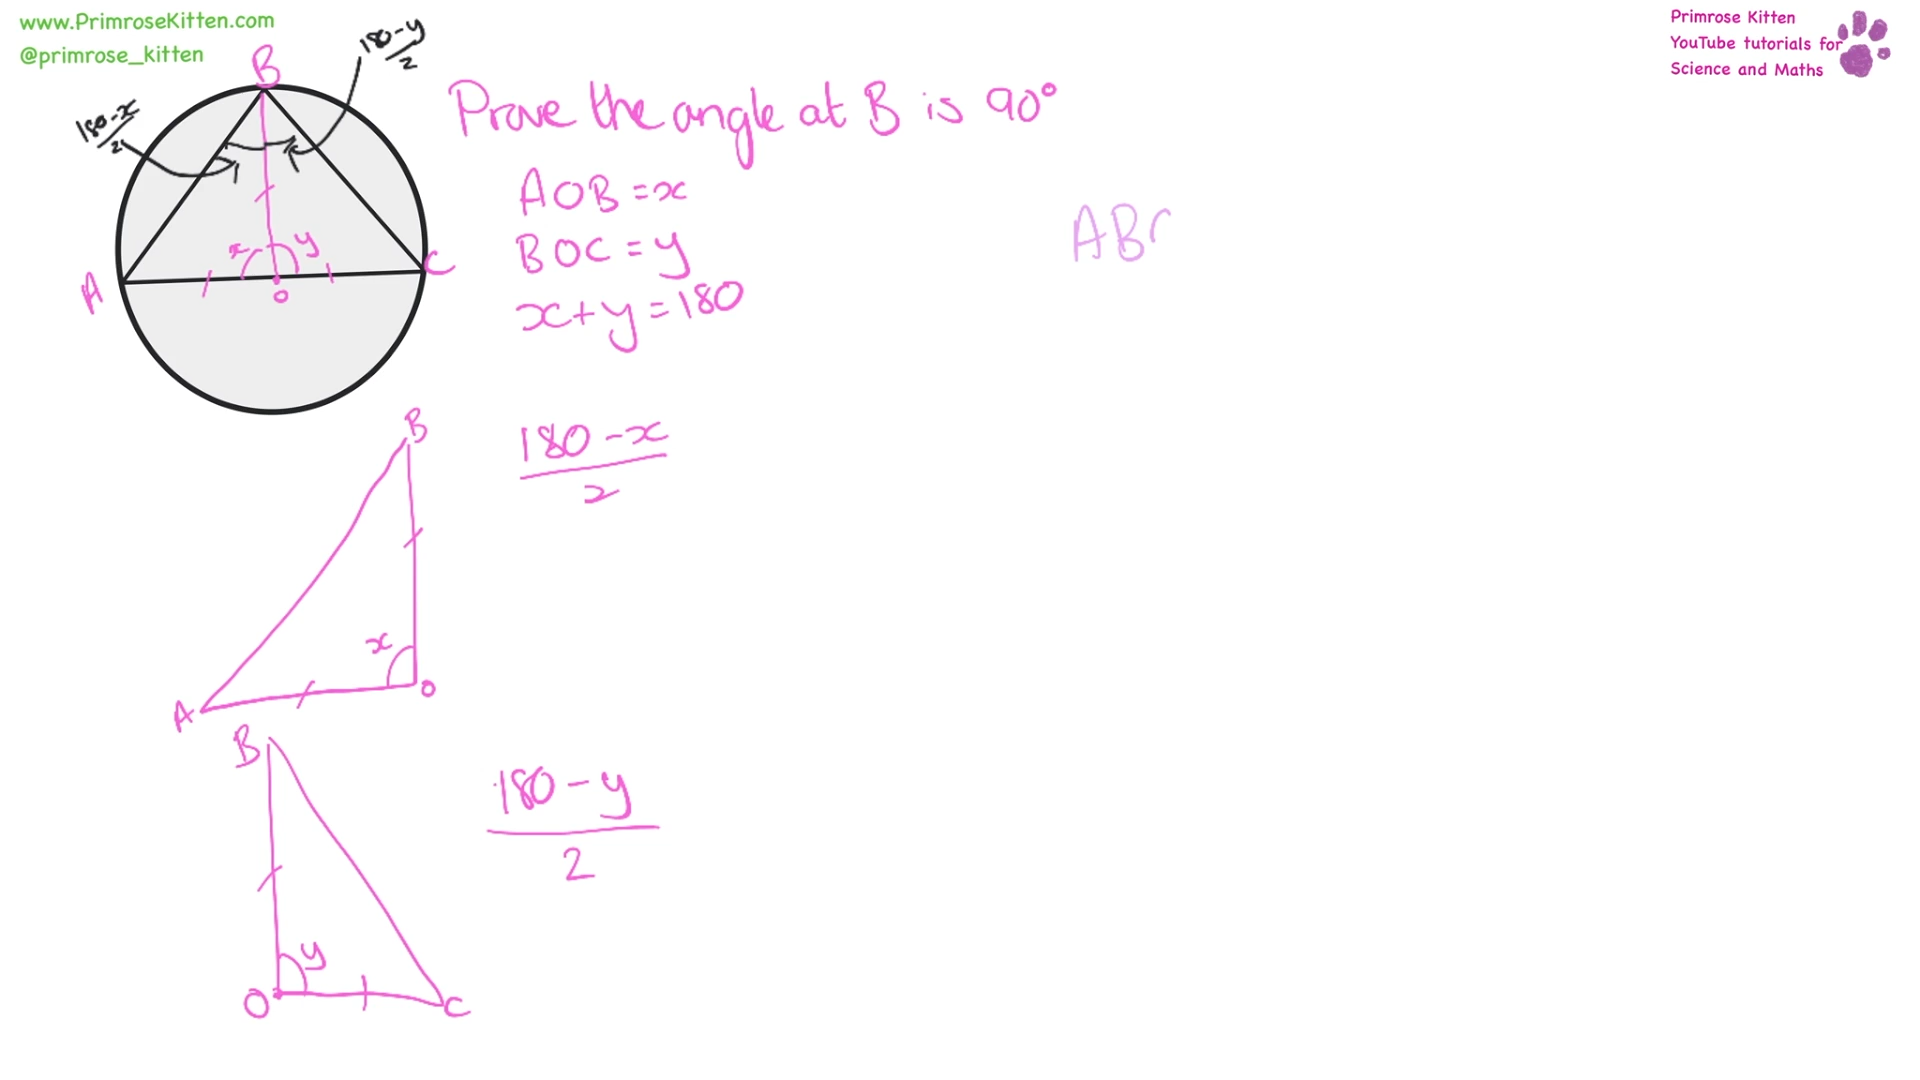 www.PrimroseKitten.com
@primrose_kitten
Primrose Kitten
YouTube tutorials for
Science and Maths
180-y
2
B
180-x
2
x
y
A
O
C
Prove the angle at B is 90°
AOB = x
BOC = y
x+y=180
AB
B
x
A
O
180-x
2
B
y
O
C
180-y
2